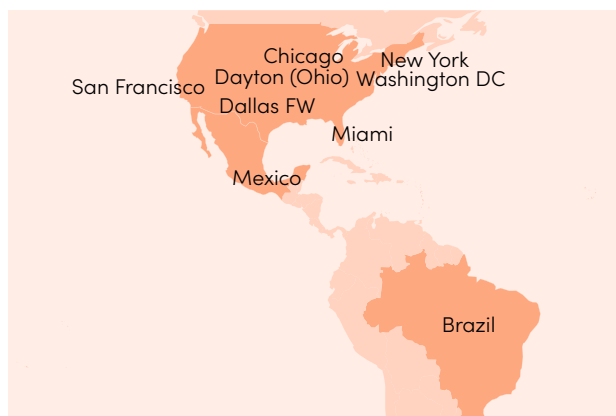 Chicago
New York
Dayton (Ohio)
Washington DC
San Francisco
Dallas FW
Miami
Mexico
Brazil